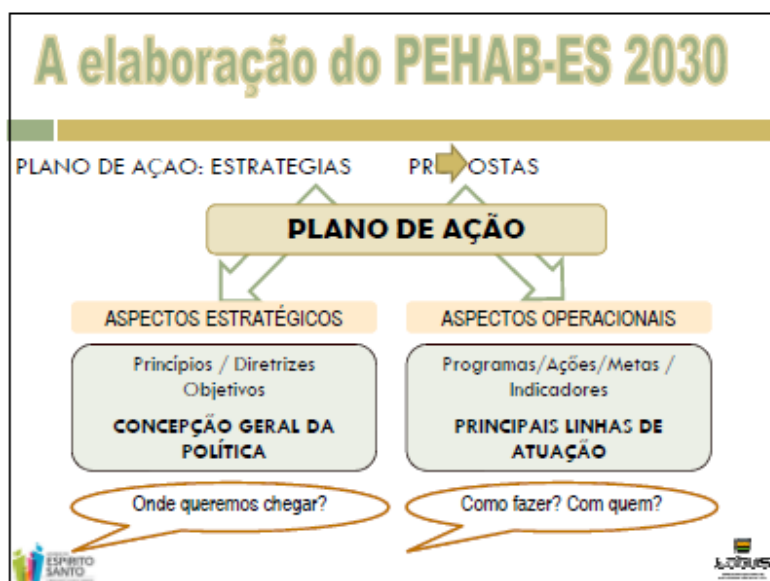 A elaboração do PEHAB-ES 2030
PLANO DE AÇAO: ESTRATEGIAS PR OSTAS
PLANO DE AÇÃO
ASPECTOS ESTRATÉGICOS
Princípios / Diretrizes
Objetivos
CONCEPÇÃO GERAL DA
POLÍTICA
Onde queremos chegar?
ASPECTOS OPERACIONAIS
Programas/Ações/Metas /
Indicadores
PRINCIPAIS LINHAS DE
ATUAÇÃO
Como fazer? Com quem?
ESPIRITO
SANTO